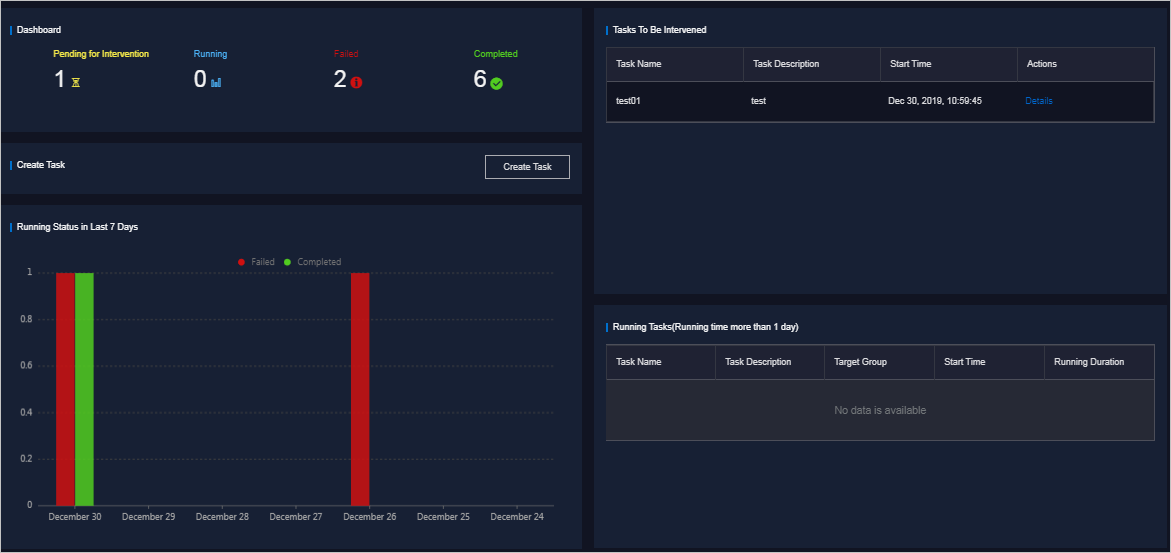 Dashboard
Pending for Intervention Running Failed Completed
1 0 2 6
Create Task
Create Task
Running Status in Last 7 Days
Failed Completed
1
0.8
0.6
0.4
0.2
0
December 30 December 29 December 28 December 27 December 26 December 25 December 24
Tasks To Be Intervened
Task Name Task Description Start Time Actions
test01 test Dec 30, 2019, 10:59:45 Details
Running Tasks(Running time more than 1 day)
Task Name Task Description Target Group Start Time Running Duration
No data is available